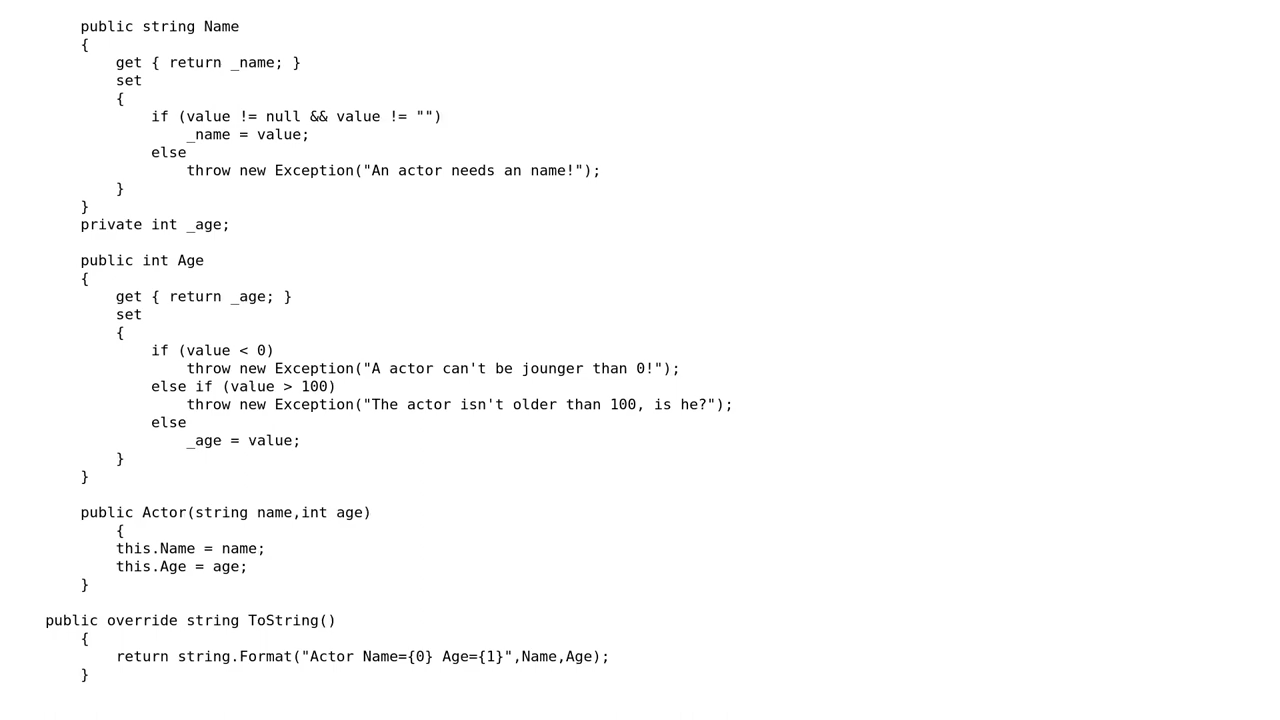 public string Name
    {
        get { return _name; }
        set
        {
            if (value != null && value != "")
                _name = value;
            else
                throw new Exception("An actor needs an name!");
        }
    }
    private int _age;

    public int Age
    {
        get { return _age; }
        set
        {
            if (value < 0)
                throw new Exception("A actor can't be jounger than 0!");
            else if (value > 100)
                throw new Exception("The actor isn't older than 100, is he?");
            else
                _age = value;
        }
    }

    public Actor(string name,int age)
        {
        this.Name = name;
        this.Age = age;
    }

public override string ToString()
    {
        return string.Format("Actor Name={0} Age={1}",Name,Age);
    }